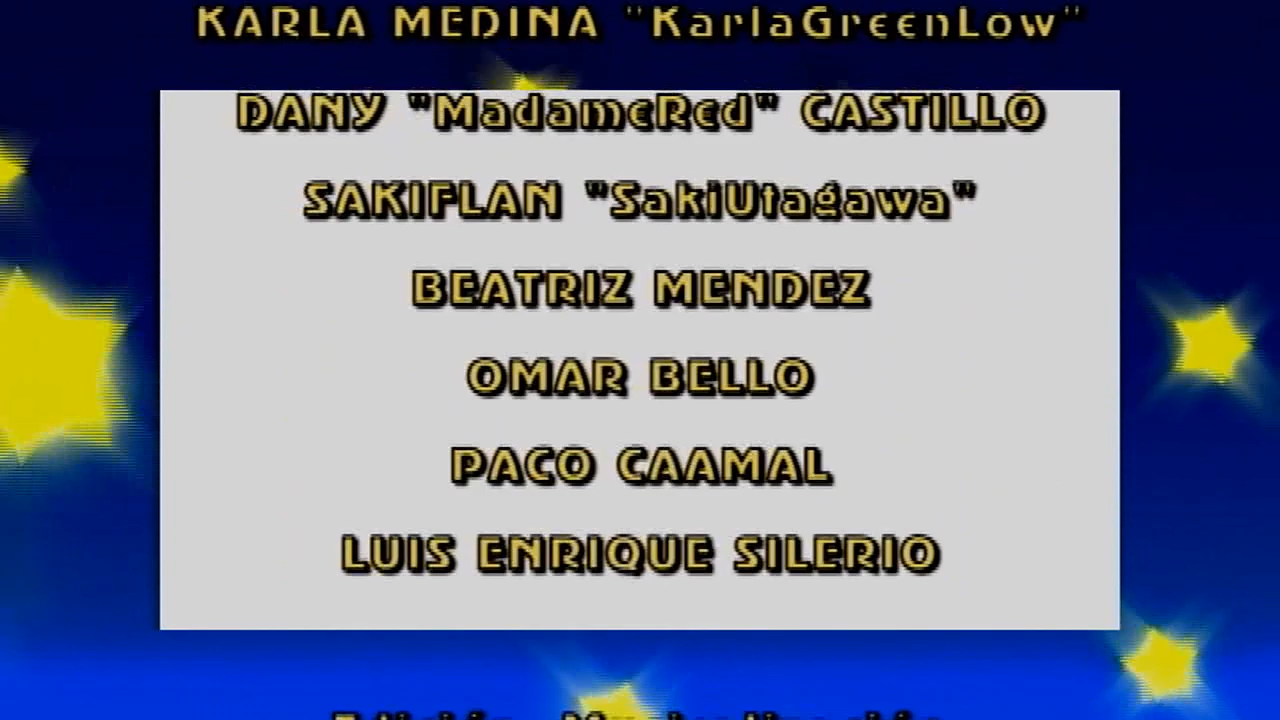 KARLA MEDINA "KarlaGreenLow"
DANY "MadameRed" CASTILLO
SAKIFLAN "SakiUtagawa"
BEATRIZ MENDEZ
OMAR BELLO
PACO CAAMAL
LUIS ENRIQUE SILERIO